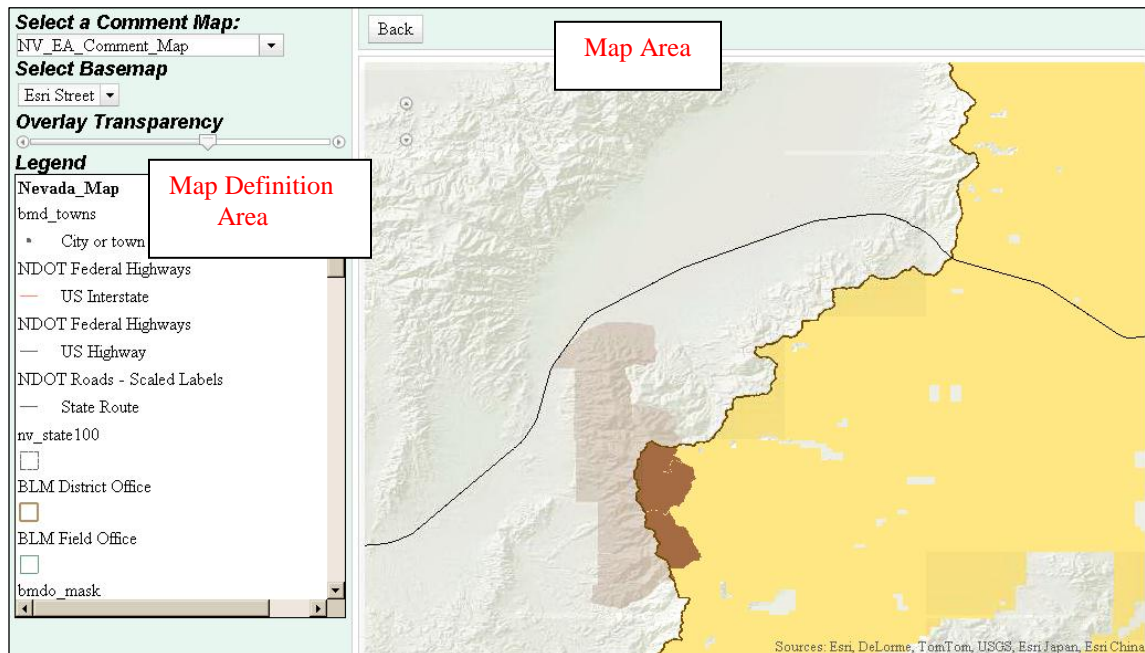 Select a Comment Map:
NV_EA_Comment_Map
Select Basemap
Esri Street
Overlay Transparency
Legend
Nevada_Map
bmd_towns
City or town
NDOT Federal Highways
US Interstate
NDOT Federal Highways
US Highway
NDOT Roads - Scaled Labels
State Route
nv_state100
BLM District Office
BLM Field Office
bmdo_mask
Map Definition
Area
Back
Map Area
Sources: Esri, DeLorme, TomTom, USGS, Esri Japan, Esri China